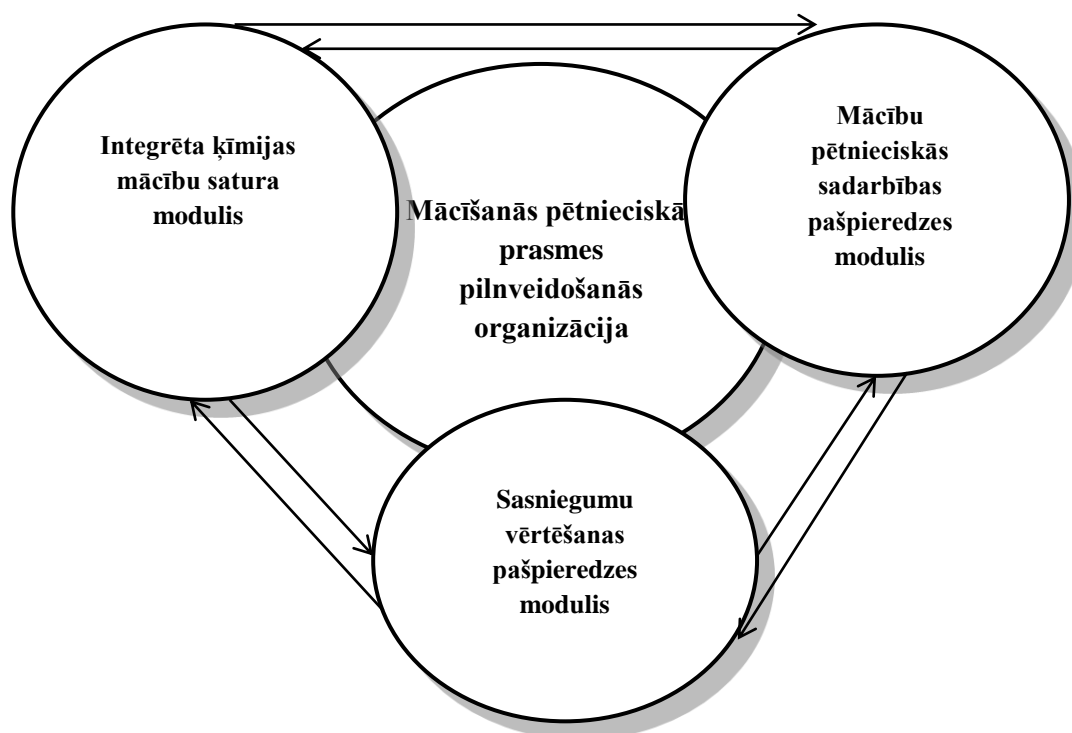 Integrēta ķīmijas
mācību satura
modulis
Mācību
pētnieciskās
sadarbības
pašpieredzes
modulis
Mācīšanās pētnieciskā
prasmes
pilnveidošanās
organizācija
Sasniegumu
vērtēšanas
pašpieredzes
modulis